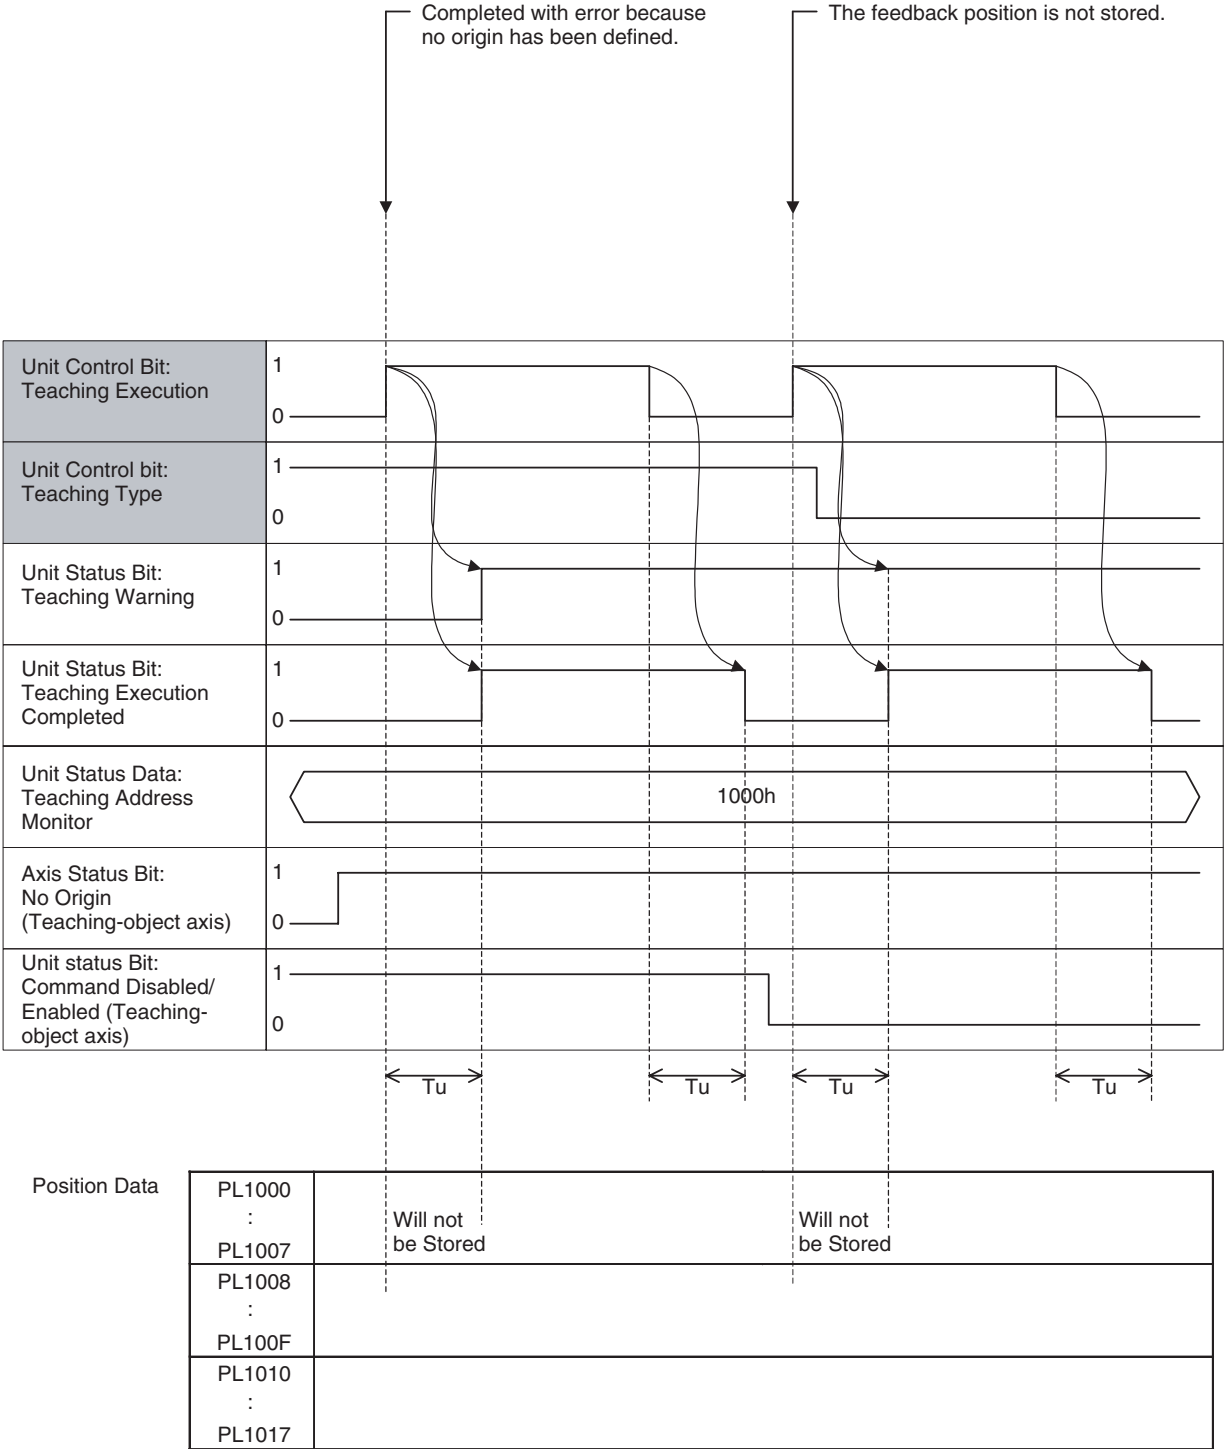 Completed with error because
no origin has been defined.
The feedback position is not stored.
Unit Control Bit:
Teaching Execution
1
0
Unit Control bit:
Teaching Type
1
0
Unit Status Bit:
Teaching Warning
1
0
Unit Status Bit:
Teaching Execution
Completed
1
0
Unit Status Data:
Teaching Address
Monitor
1000h
Axis Status Bit:
No Origin
(Teaching-object axis)
1
0
Unit status Bit:
Command Disabled/
Enabled (Teaching-
object axis)
1
0
Tu
Tu
Tu
Tu
Position Data
PL1000
:
PL1007
Will not
be Stored
Will not
be Stored
PL1008
:
PL100F
PL1010
:
PL1017